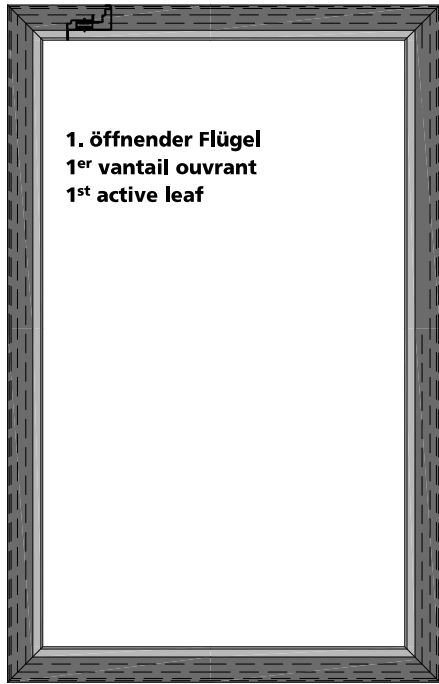 1. öffnender Flügel
1er vantail ouvrant
1st active leaf